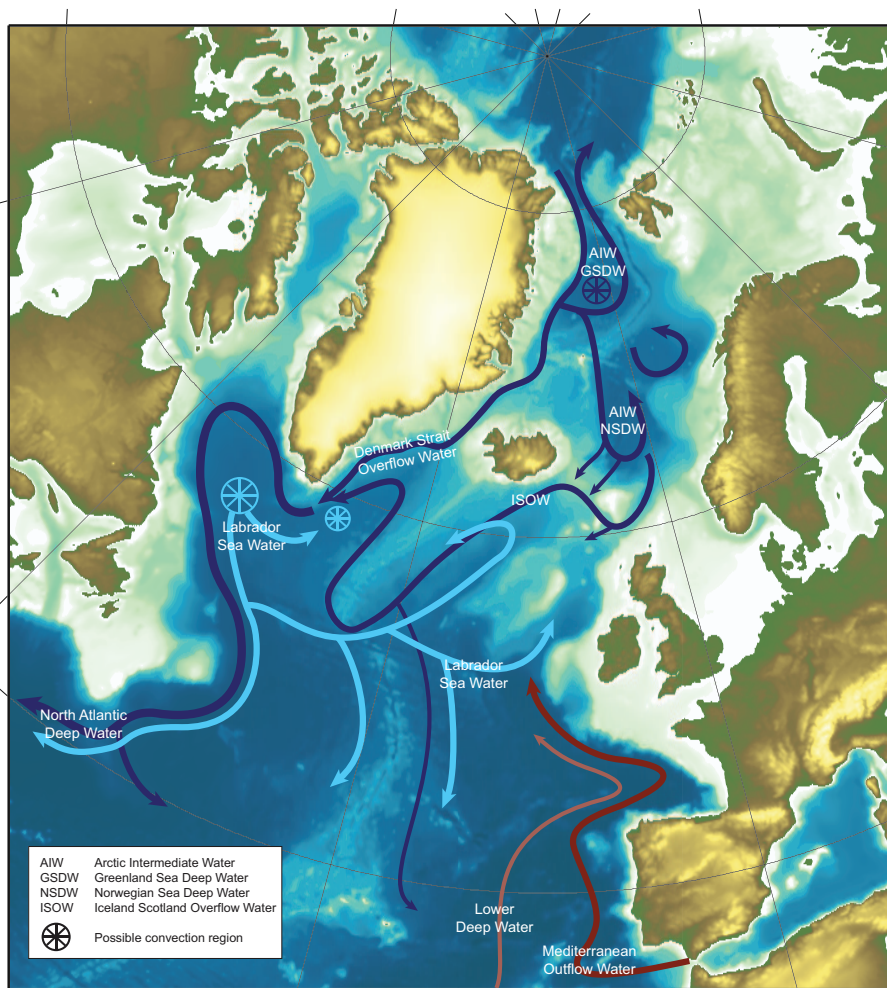 AIW
GSDW
AIW
NSDW
Denmark Strait
Overflow Water
ISOW
Labrador
Sea Water
Labrador
Sea Water
North Atlantic
Deep Water
Lower
Deep Water
Mediterranean
Outflow Water
AIW Arctic Intermediate Water
GSDW Greenland Sea Deep Water
NSDW Norwegian Sea Deep Water
ISOW Iceland Scotland Overflow Water
Possible convection region